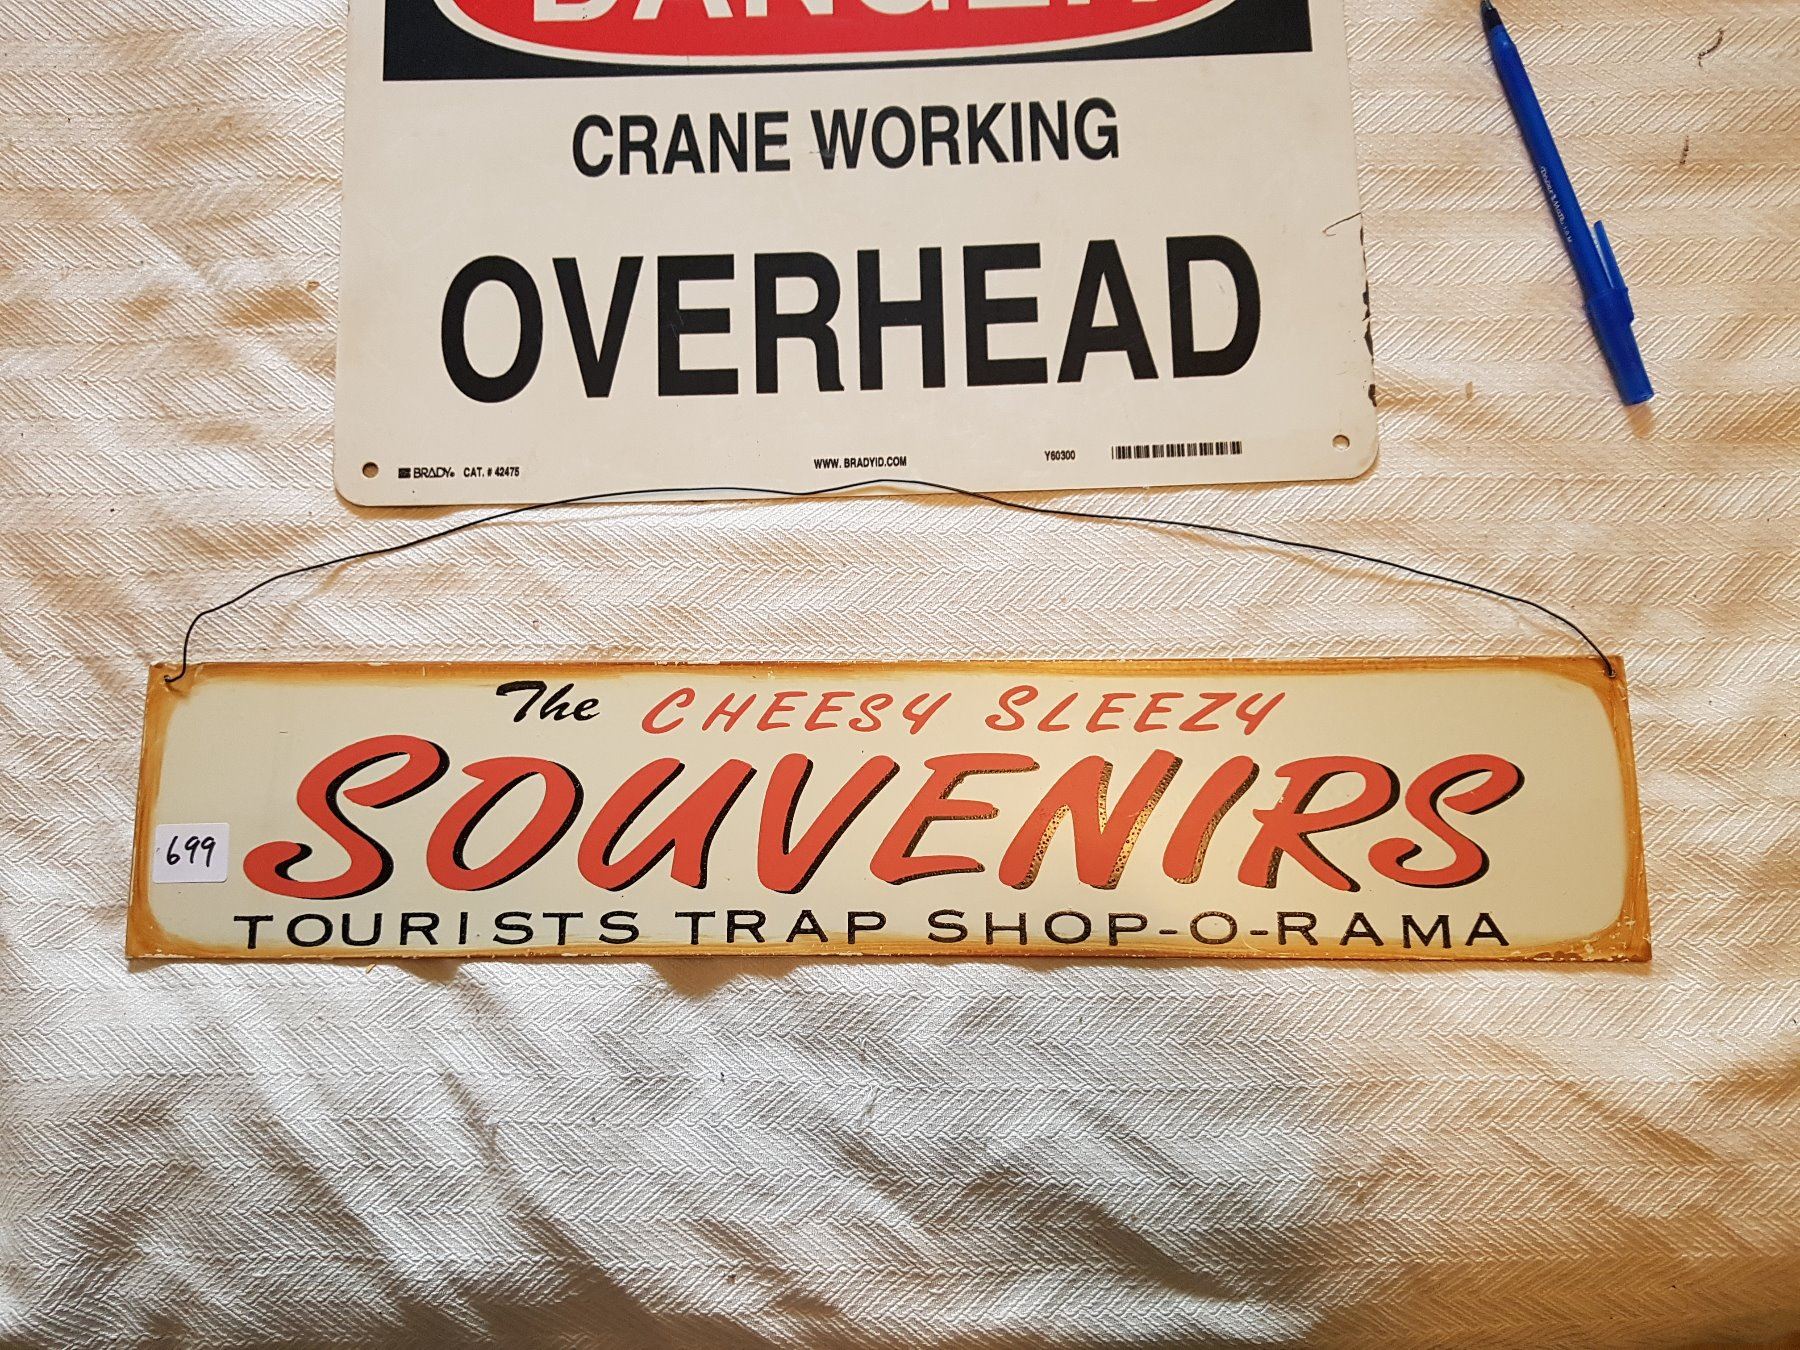 DANGER
CRANE WORKING
OVERHEAD
BRADY® CAT. # 42475 WWW.BRADYID.COM Y60300
The CHEESY SLEEZY
SOUVENIRS
699
TOURISTS TRAP SHOP-O-RAMA